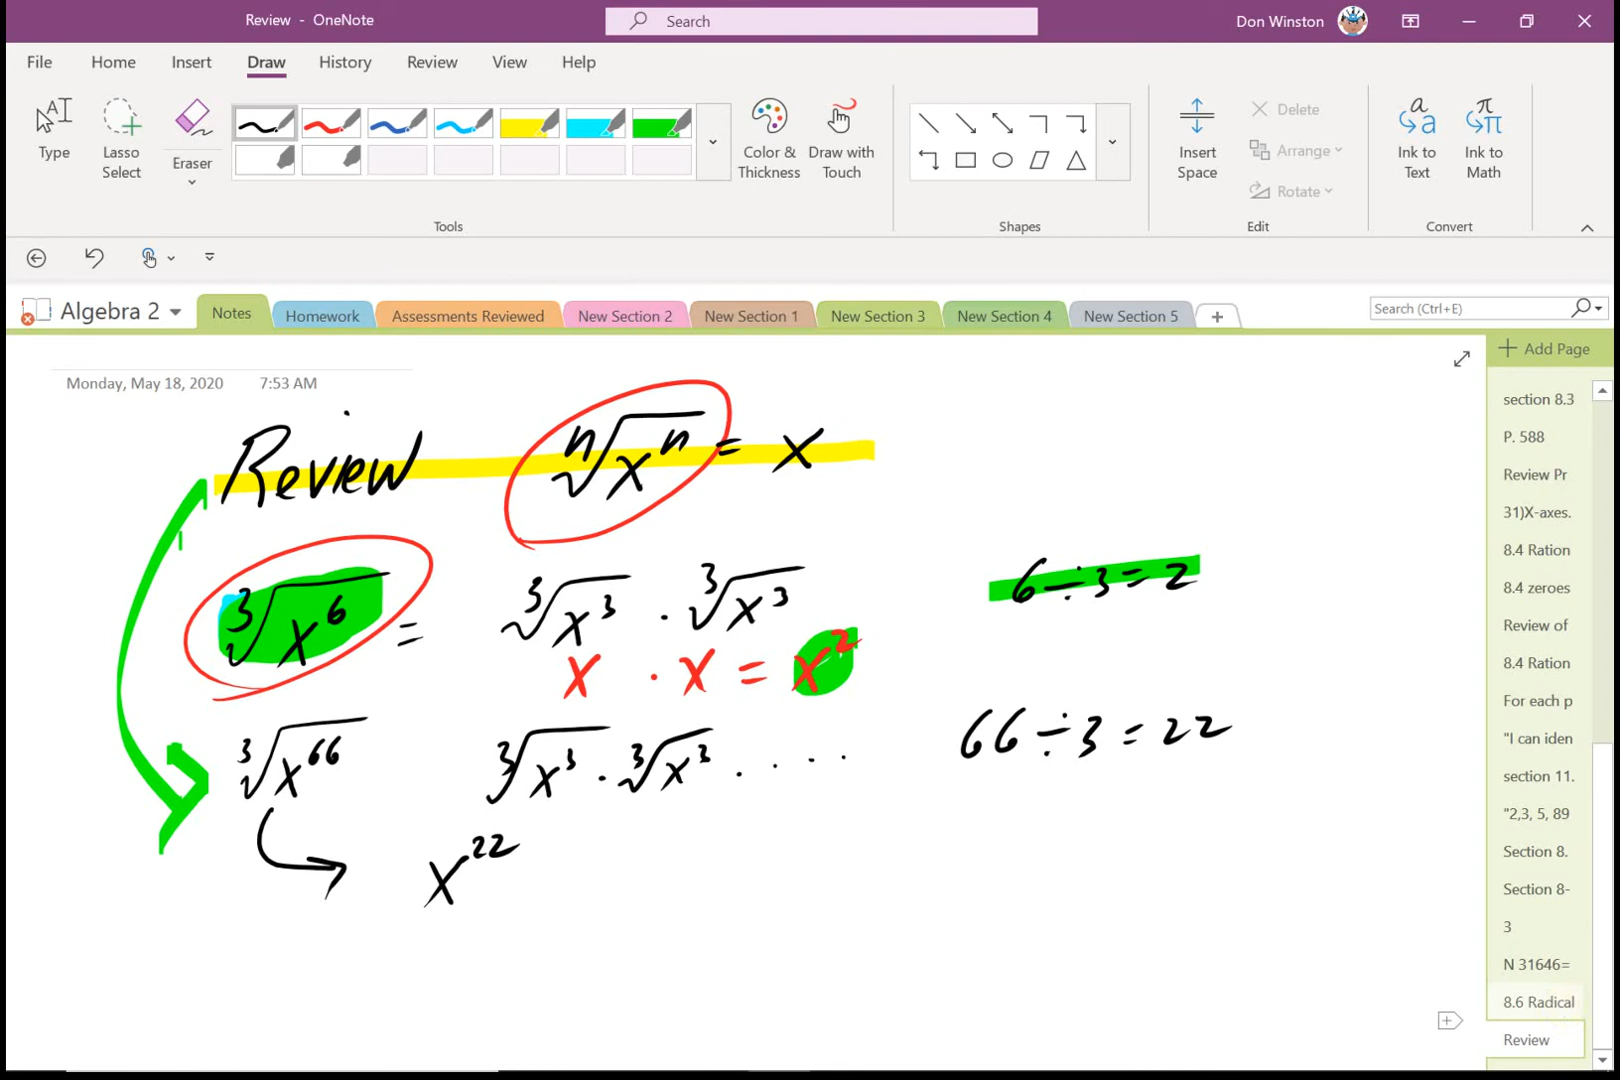 Review - OneNote
Search
Don Winston
File Home Insert Draw History Review View Help
Type
Lasso Select
Eraser
Color & Thickness
Draw with Touch
Insert Space
Delete
Arrange
Rotate
Ink to Text
Ink to Math
Tools Shapes Edit Convert
Algebra 2
Notes Homework Assessments Reviewed New Section 2 New Section 1 New Section 3 New Section 4 New Section 5
Search (Ctrl+E)
Add Page
Monday, May 18, 2020 7:53 AM
Review ⁿ√xⁿ = x
³√x⁶ = ³√x³ · ³√x³ 6÷3=2
x · x = x²
³√x⁶⁶ ³√x³ · ³√x³ · . . . . 66÷3=22
x²²
section 8.3
P. 588
Review Pr
31)X-axes.
8.4 Ration
8.4 zeroes
Review of
8.4 Ration
For each p
"I can iden
section 11.
"2,3, 5, 89
Section 8.
Section 8-
3
N 31646=
8.6 Radical
Review